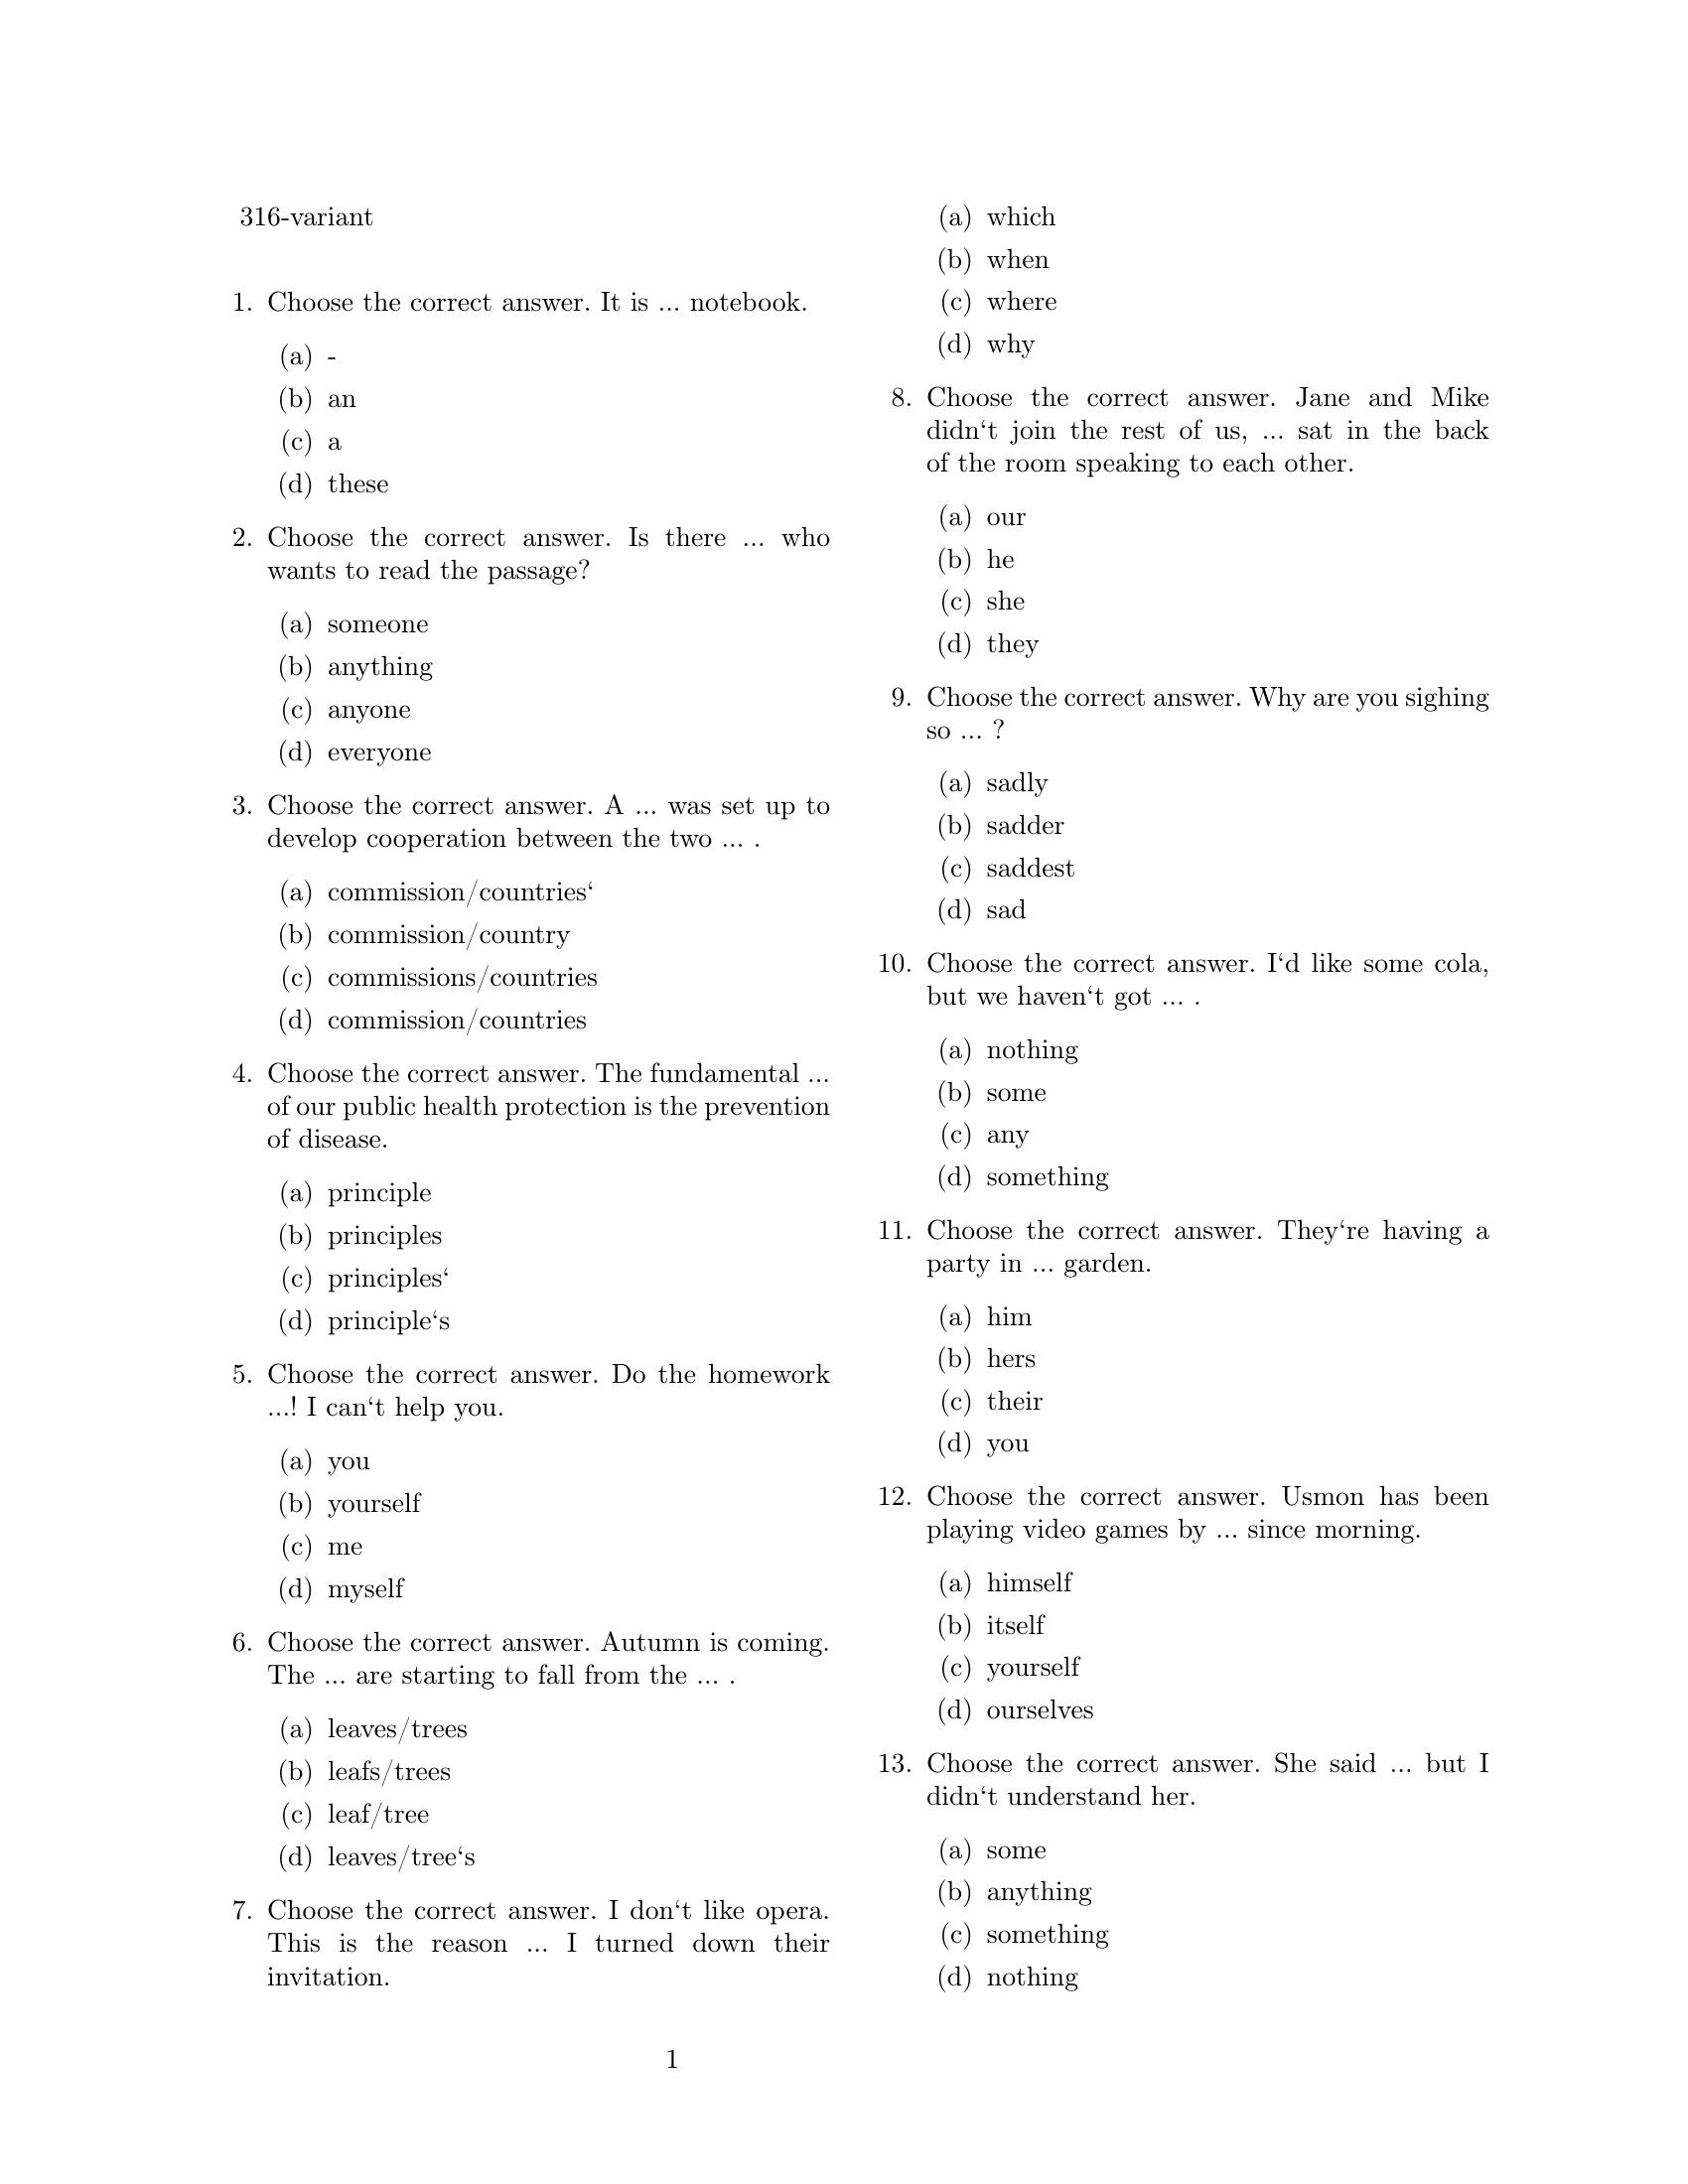 316-variant
1. Choose the correct answer. It is ... notebook.
(a) -
(b) an
(c) a
(d) these
2. Choose the correct answer. Is there ... who
wants to read the passage?
(a) someone
(b) anything
(c) anyone
(d) everyone
3. Choose the correct answer. A ... was set up to
develop cooperation between the two ... .
(a) commission/countries‘
(b) commission/country
(c) commissions/countries
(d) commission/countries
4. Choose the correct answer. The fundamental ...
of our public health protection is the prevention
of disease.
(a) principle
(b) principles
(c) principles‘
(d) principle‘s
5. Choose the correct answer. Do the homework
...! I can‘t help you.
(a) you
(b) yourself
(c) me
(d) myself
6. Choose the correct answer. Autumn is coming.
The ... are starting to fall from the ... .
(a) leaves/trees
(b) leafs/trees
(c) leaf/tree
(d) leaves/tree‘s
7. Choose the correct answer. I don‘t like opera.
This is the reason ... I turned down their
invitation.
(a) which
(b) when
(c) where
(d) why
8. Choose the correct answer. Jane and Mike
didn‘t join the rest of us, ... sat in the back
of the room speaking to each other.
(a) our
(b) he
(c) she
(d) they
9. Choose the correct answer. Why are you sighing
so ... ?
(a) sadly
(b) sadder
(c) saddest
(d) sad
10. Choose the correct answer. I‘d like some cola,
but we haven‘t got ... .
(a) nothing
(b) some
(c) any
(d) something
11. Choose the correct answer. They‘re having a
party in ... garden.
(a) him
(b) hers
(c) their
(d) you
12. Choose the correct answer. Usmon has been
playing video games by ... since morning.
(a) himself
(b) itself
(c) yourself
(d) ourselves
13. Choose the correct answer. She said ... but I
didn‘t understand her.
(a) some
(b) anything
(c) something
(d) nothing
1